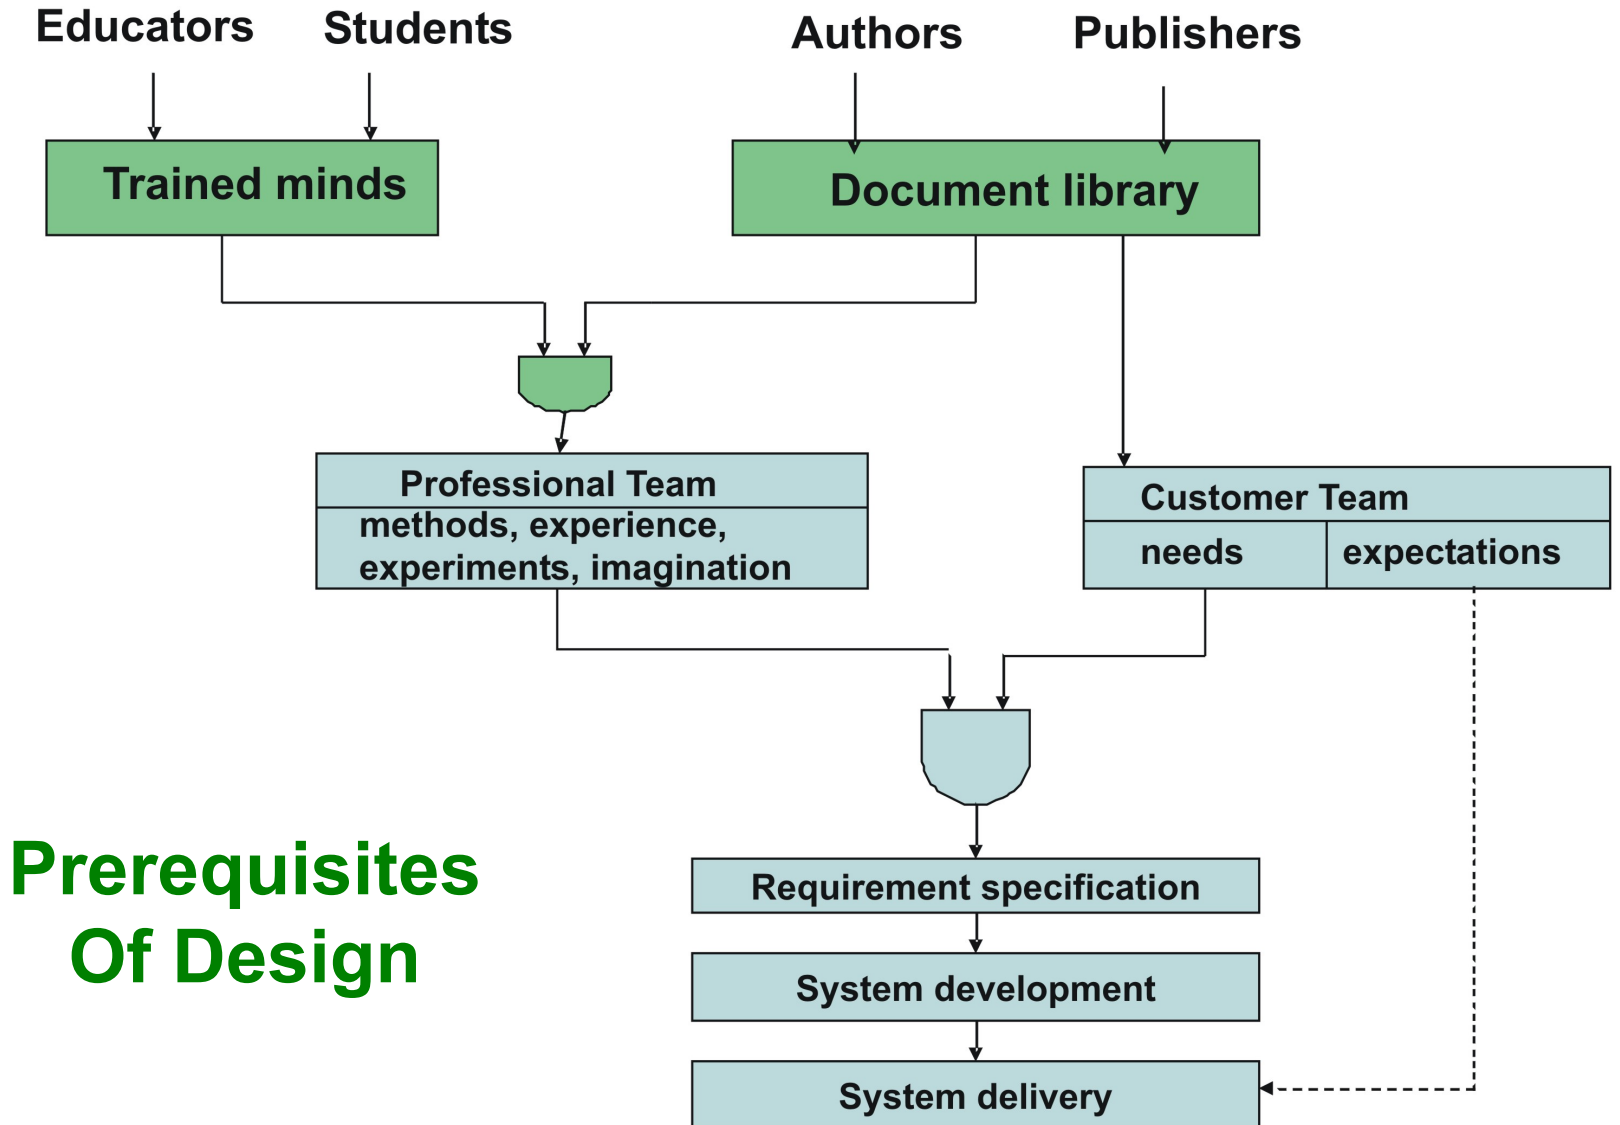 Educators
Students
Authors
Publishers
Trained minds
Document library
Professional Team
methods, experience,
experiments, imagination
Customer Team
needs
expectations
Requirement specification
System development
System delivery
Prerequisites
Of Design